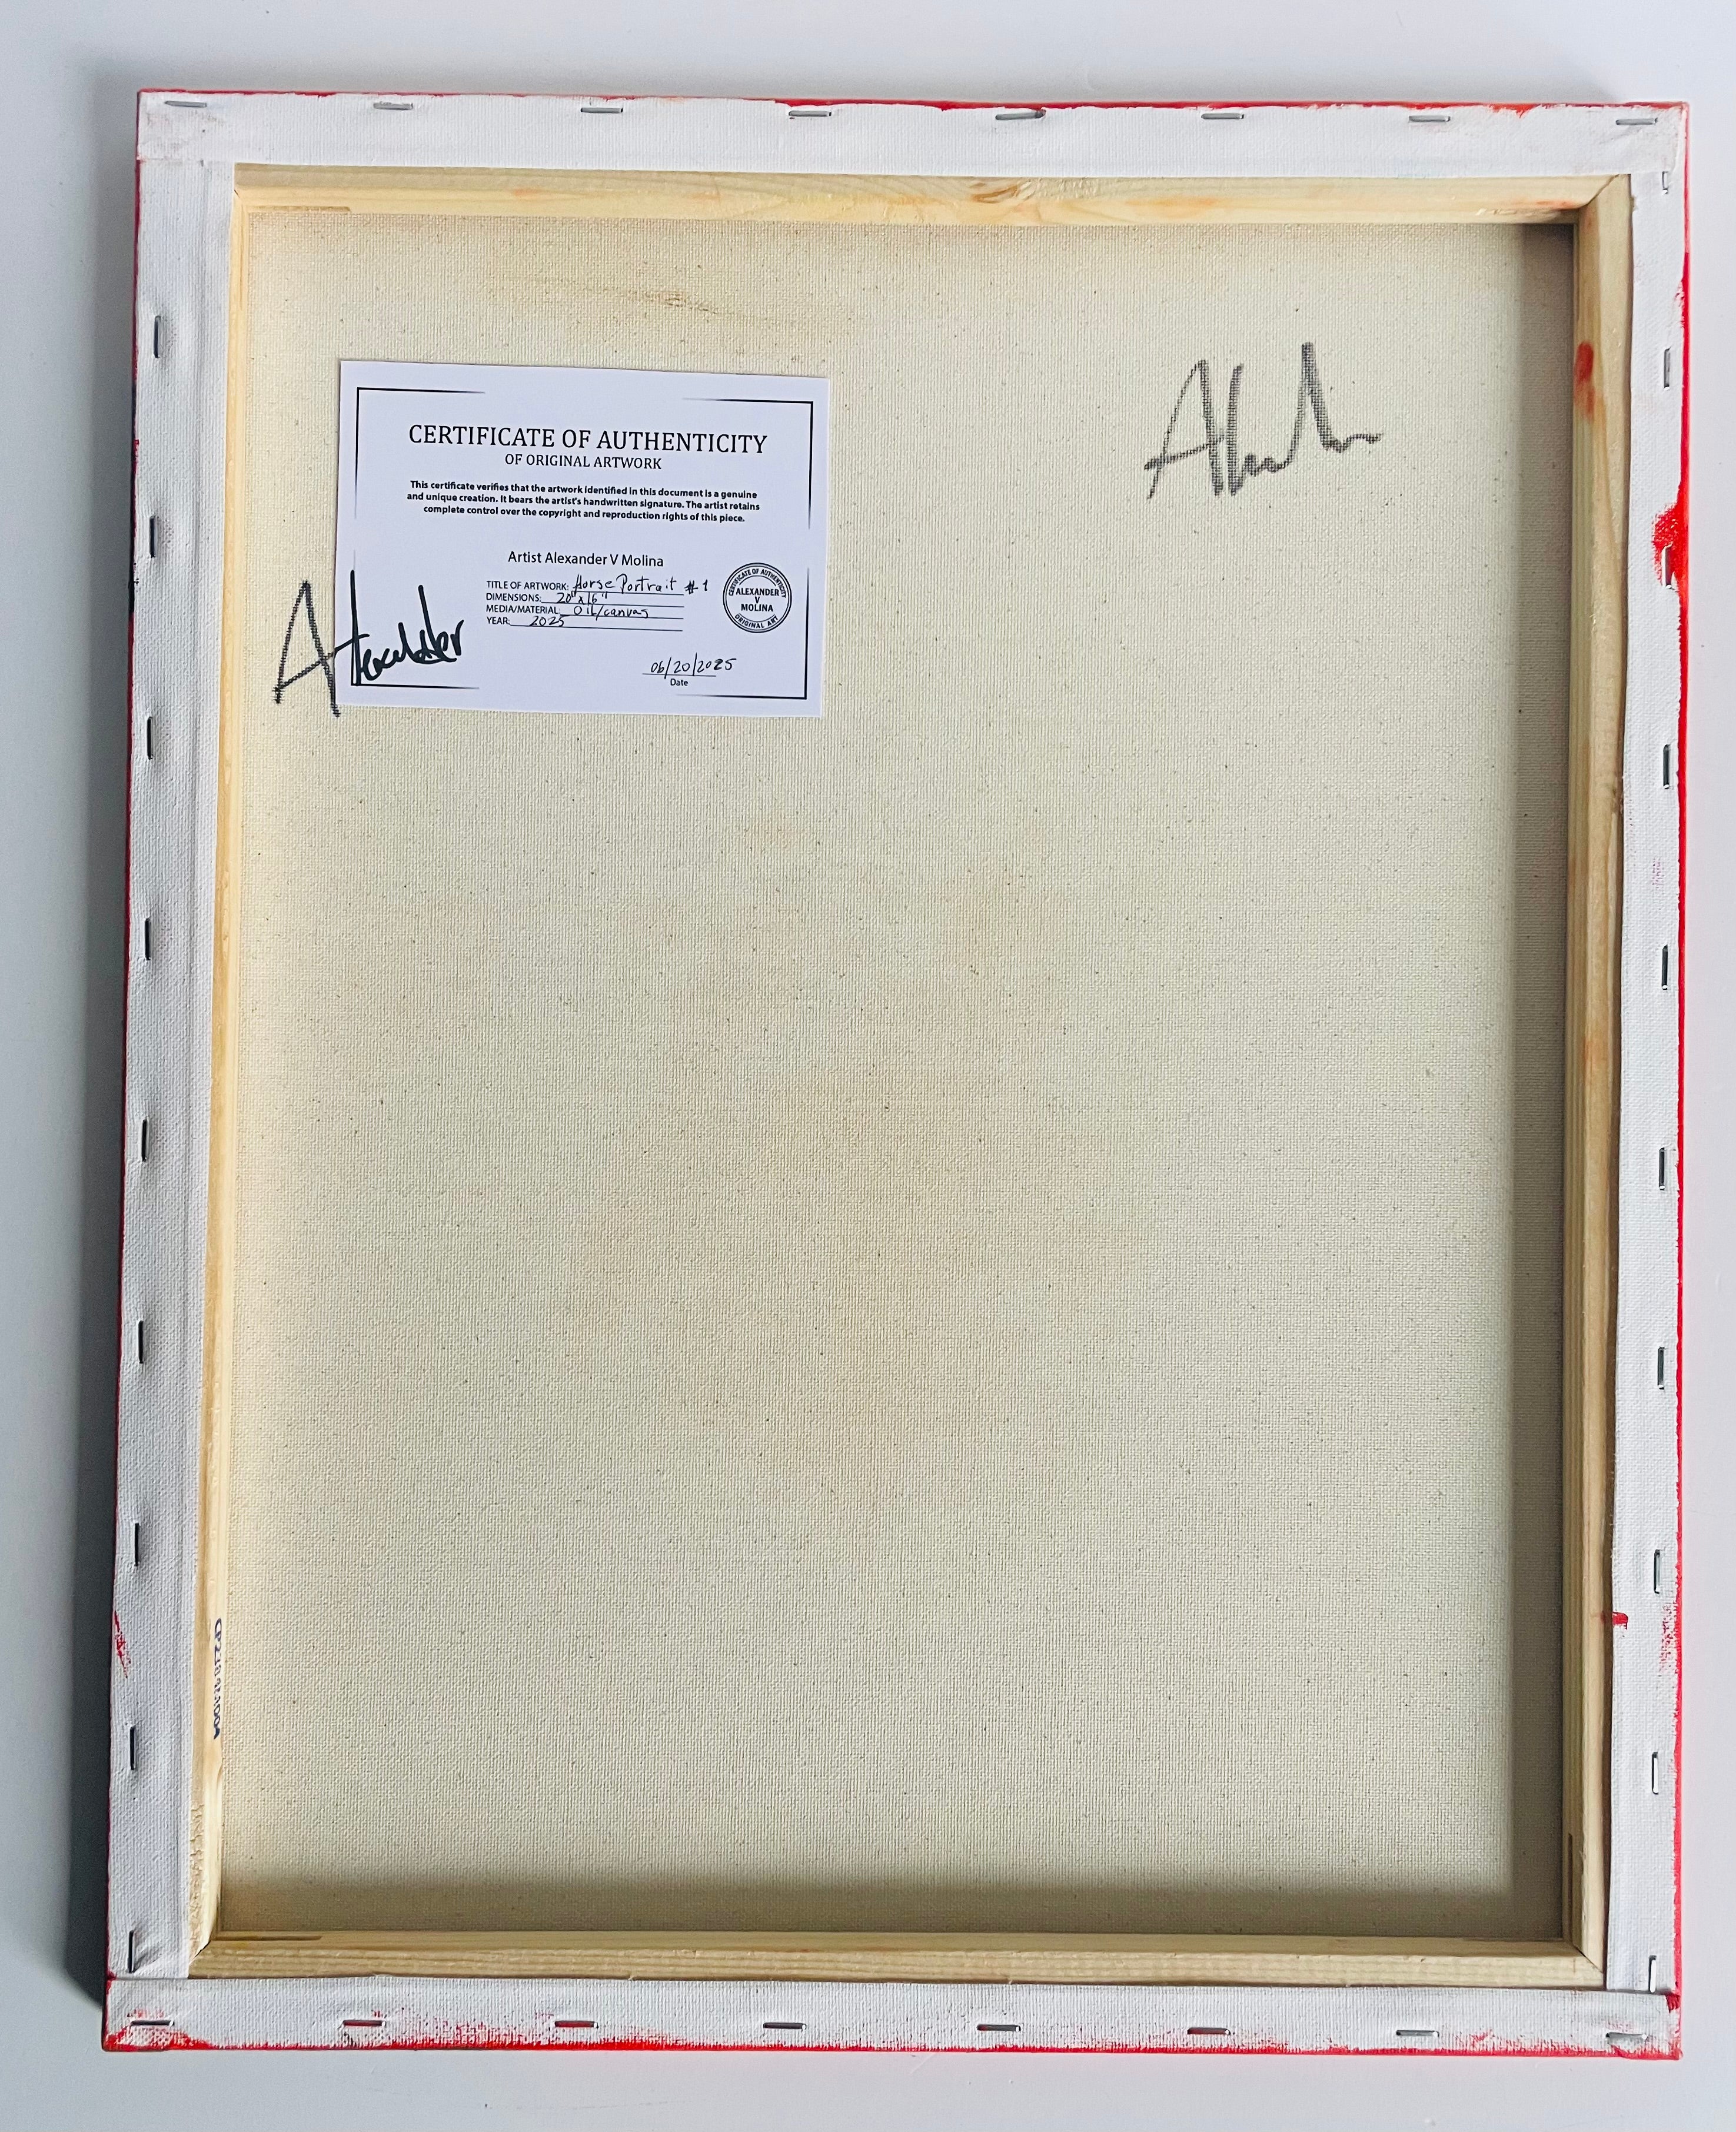 CERTIFICATE OF AUTHENTICITY
OF ORIGINAL ARTWORK
This certificate verifies that the artwork identified in this document is a genuine
and unique creation. It bears the artist's handwritten signature. The artist retains
complete control over the copyright and reproduction rights of this piece.
Artist Alexander V Molina
TITLE OF ARTWORK: Horse Portrait #1
DIMENSIONS: 20" x 16"
MEDIA/MATERIAL: Oil/canvas
YEAR: 2025
CERTIFICATE OF AUTHENTICITY
ALEXANDER
V
MOLINA
ORIGINAL ART
06/20/2025
Date
Alexander